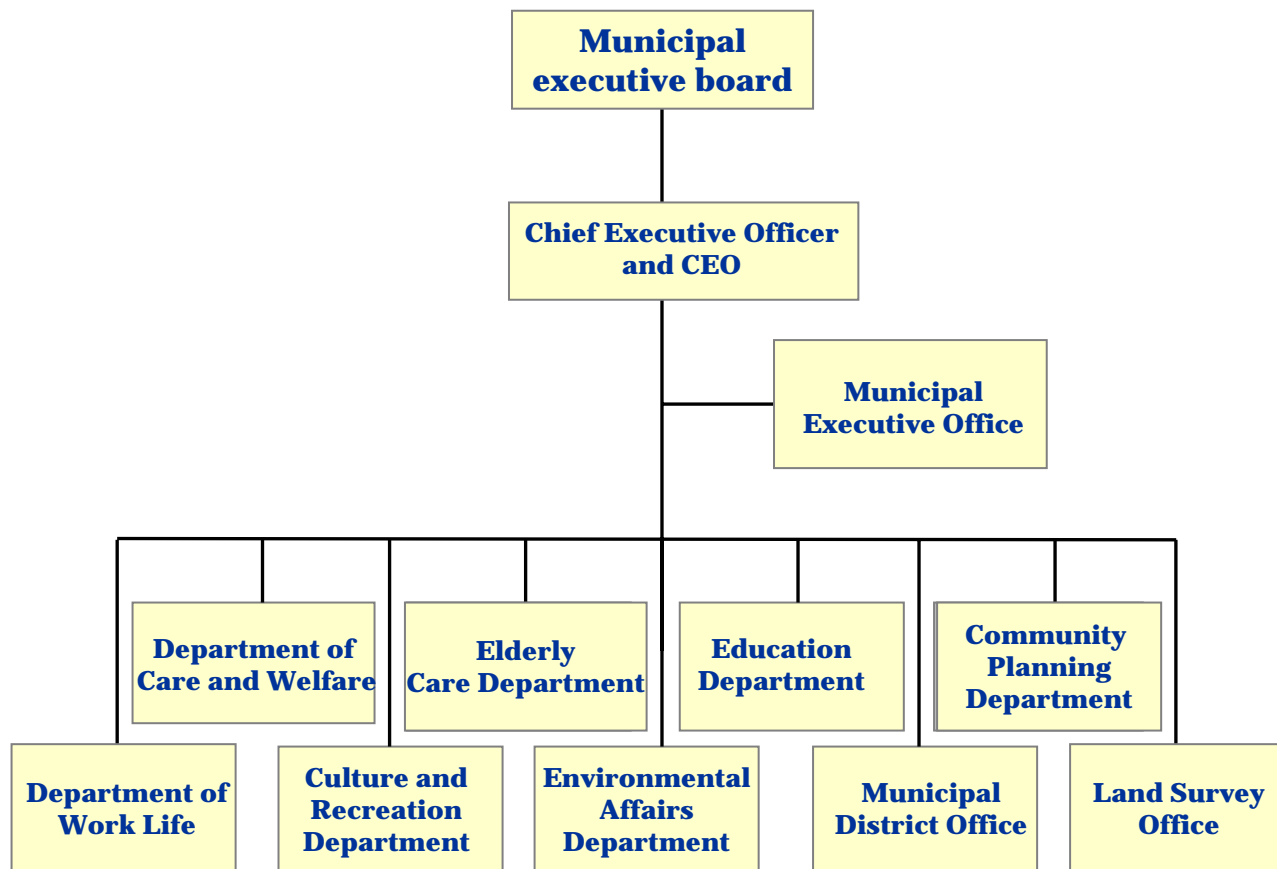 Municipal
executive board
Chief Executive Officer
and CEO
Municipal
Executive Office
Department of
Care and Welfare
Elderly
Care Department
Education
Department
Community
Planning
Department
Department of
Work Life
Culture and
Recreation
Department
Environmental
Affairs
Department
Municipal
District Office
Land Survey
Office